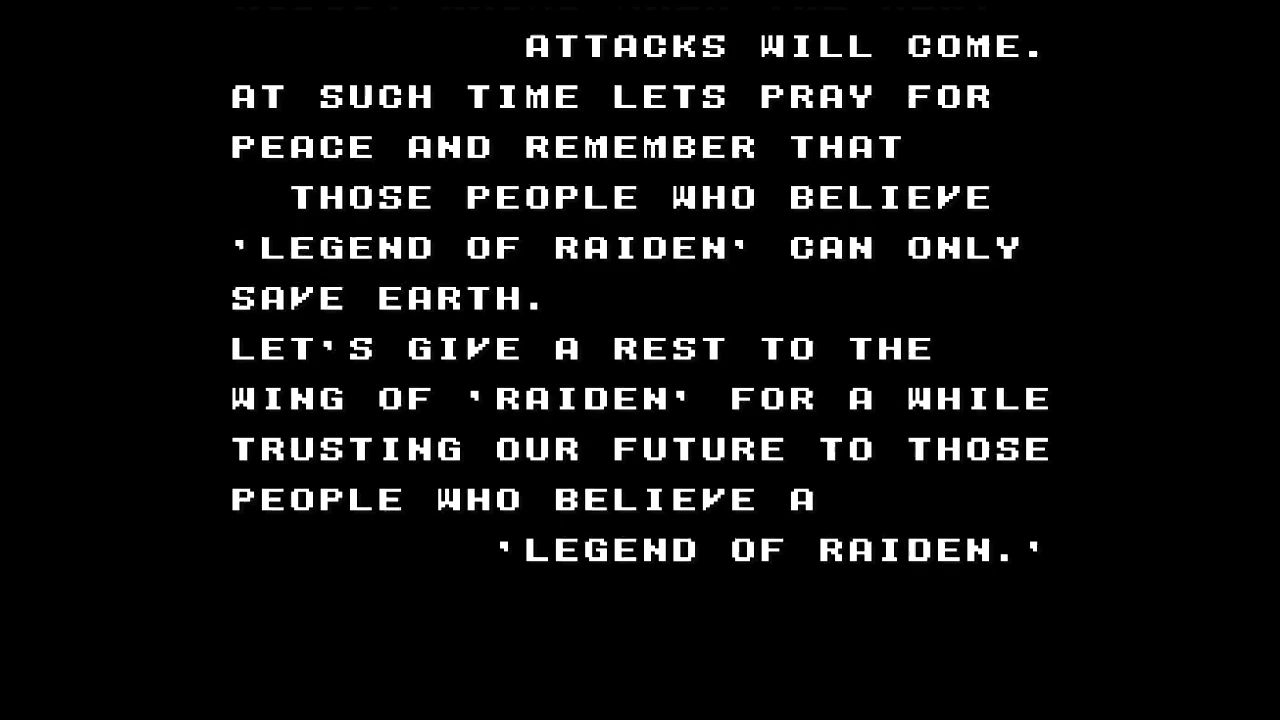 ATTACKS WILL COME.
AT SUCH TIME LETS PRAY FOR
PEACE AND REMEMBER THAT
THOSE PEOPLE WHO BELIEVE
'LEGEND OF RAIDEN' CAN ONLY
SAVE EARTH.
LET'S GIVE A REST TO THE
WING OF 'RAIDEN' FOR A WHILE
TRUSTING OUR FUTURE TO THOSE
PEOPLE WHO BELIEVE A
'LEGEND OF RAIDEN.'